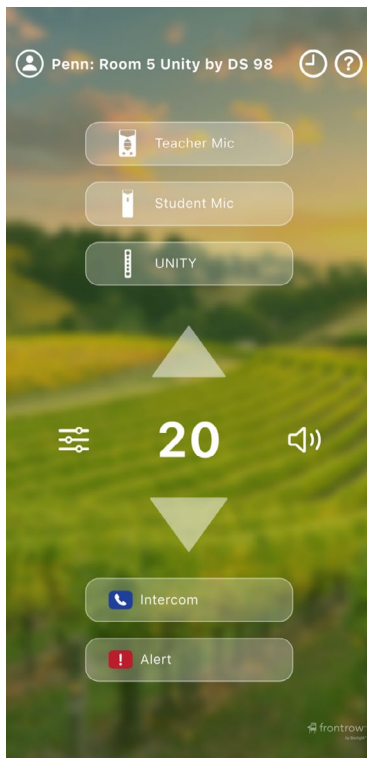 Penn: Room 5 Unity by DS 98
?
Teacher Mic
Student Mic
UNITY
20
Intercom
!
Alert
frontrow